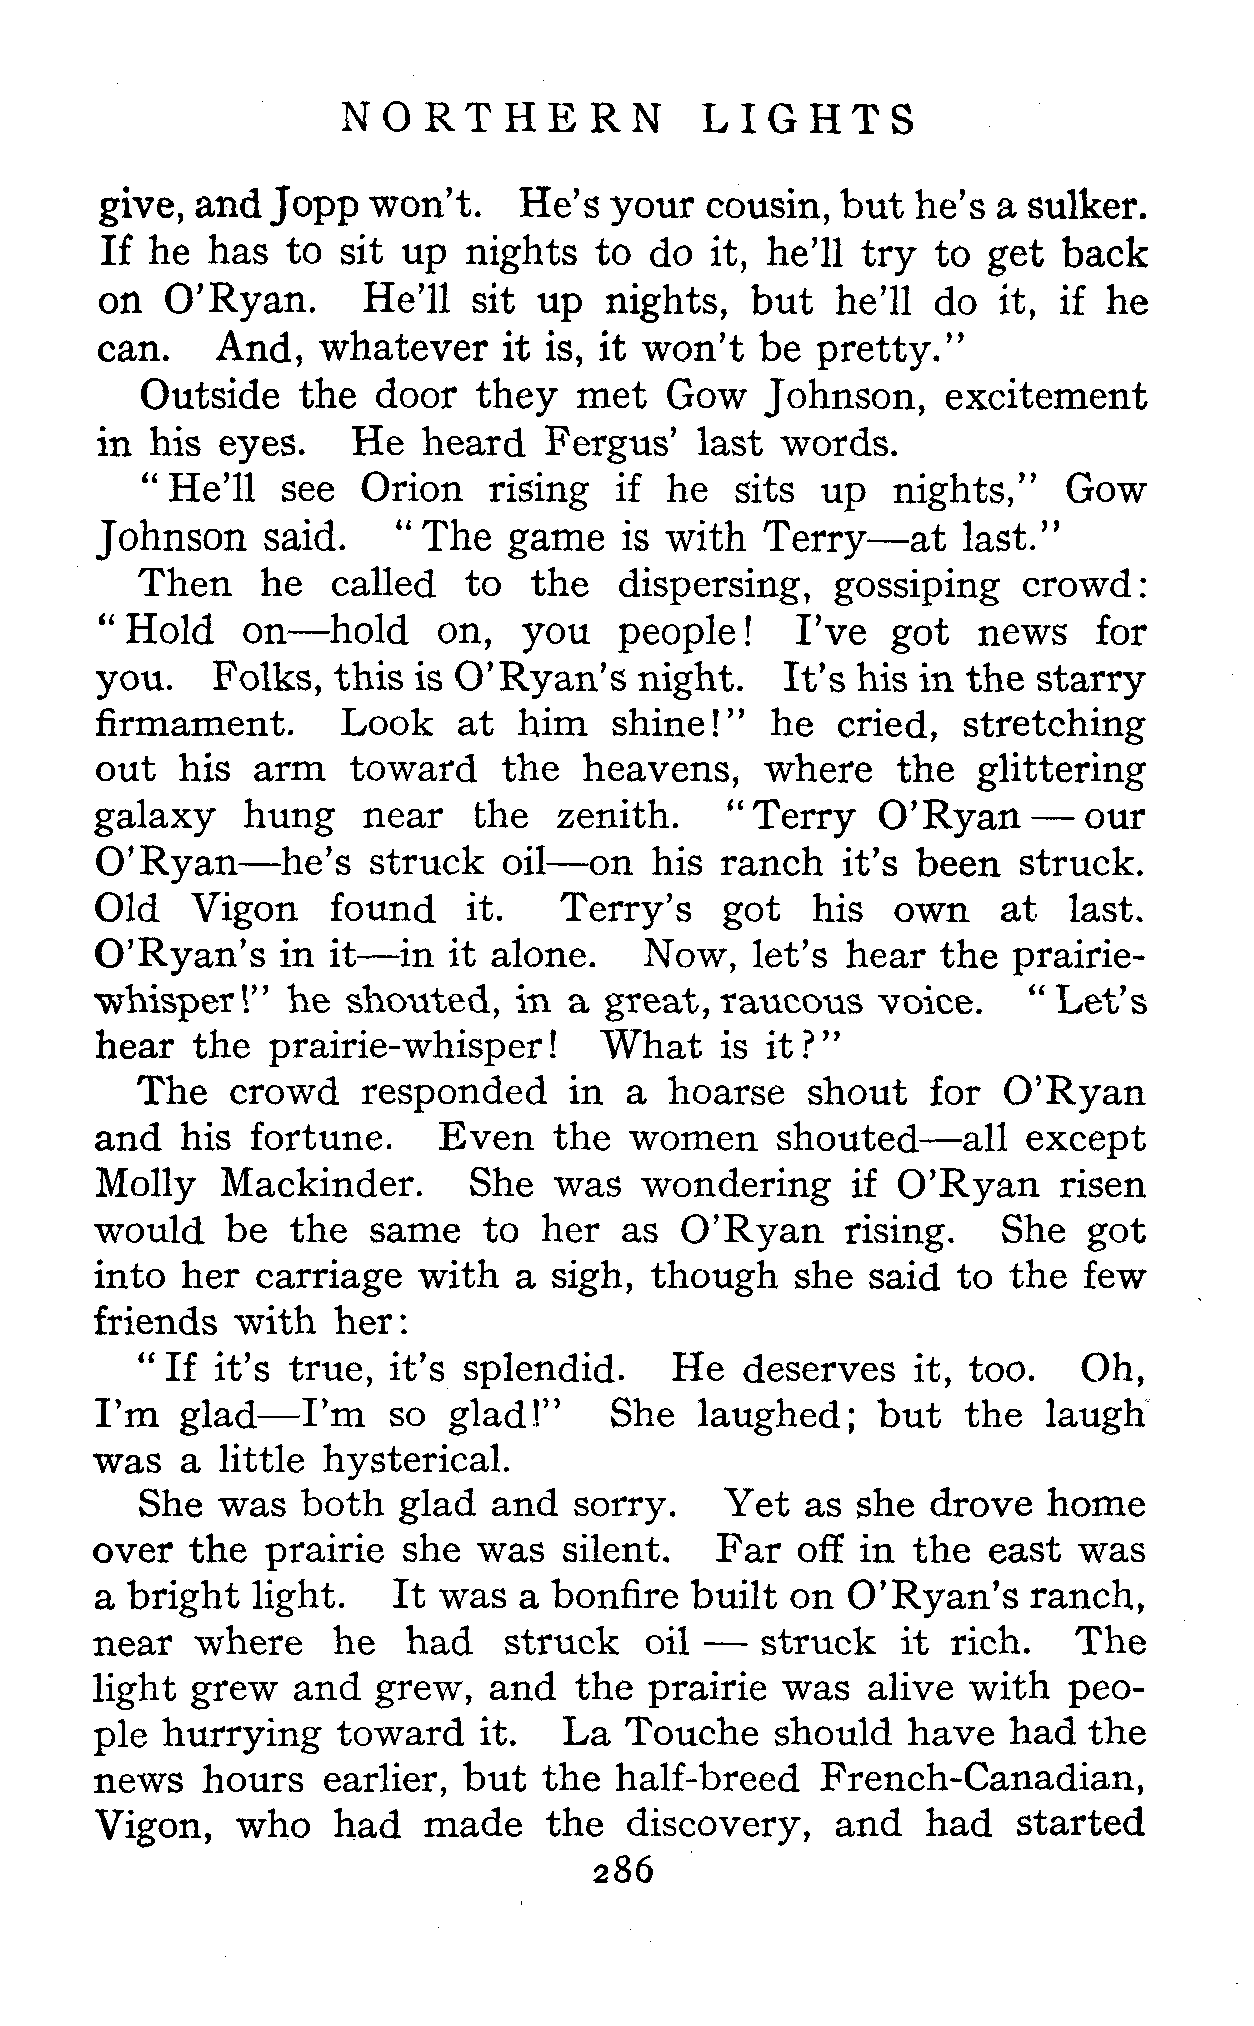 NORTHERN LIGHTS
give, and Jopp won't. He's your cousin, but he's a sulker.
If he has to sit up nights to do it, he'll try to get back
on O'Ryan. He'll sit up nights, but he'll do it, if he
can. And, whatever it is, it won't be pretty."
Outside the door they met Gow Johnson, excitement
in his eyes. He heard Fergus' last words.
"He'll see Orion rising if he sits up nights," Gow
Johnson said. "The game is with Terry—at last."
Then he called to the dispersing, gossiping crowd:
"Hold on—hold on, you people! I've got news for
you. Folks, this is O'Ryan's night. It's his in the starry
firmament. Look at him shine!" he cried, stretching
out his arm toward the heavens, where the glittering
galaxy hung near the zenith. "Terry O'Ryan — our
O'Ryan—he's struck oil—on his ranch it's been struck.
Old Vigon found it. Terry's got his own at last.
O'Ryan's in it—in it alone. Now, let's hear the prairie-
whisper!" he shouted, in a great, raucous voice. "Let's
hear the prairie-whisper! What is it?"
The crowd responded in a hoarse shout for O'Ryan
and his fortune. Even the women shouted—all except
Molly Mackinder. She was wondering if O'Ryan risen
would be the same to her as O'Ryan rising. She got
into her carriage with a sigh, though she said to the few
friends with her:
"If it's true, it's splendid. He deserves it, too. Oh,
I'm glad—I'm so glad!" She laughed; but the laugh
was a little hysterical.
She was both glad and sorry. Yet as she drove home
over the prairie she was silent. Far off in the east was
a bright light. It was a bonfire built on O'Ryan's ranch,
near where he had struck oil — struck it rich. The
light grew and grew, and the prairie was alive with peo-
ple hurrying toward it. La Touche should have had the
news hours earlier, but the half-breed French-Canadian,
Vigon, who had made the discovery, and had started
286